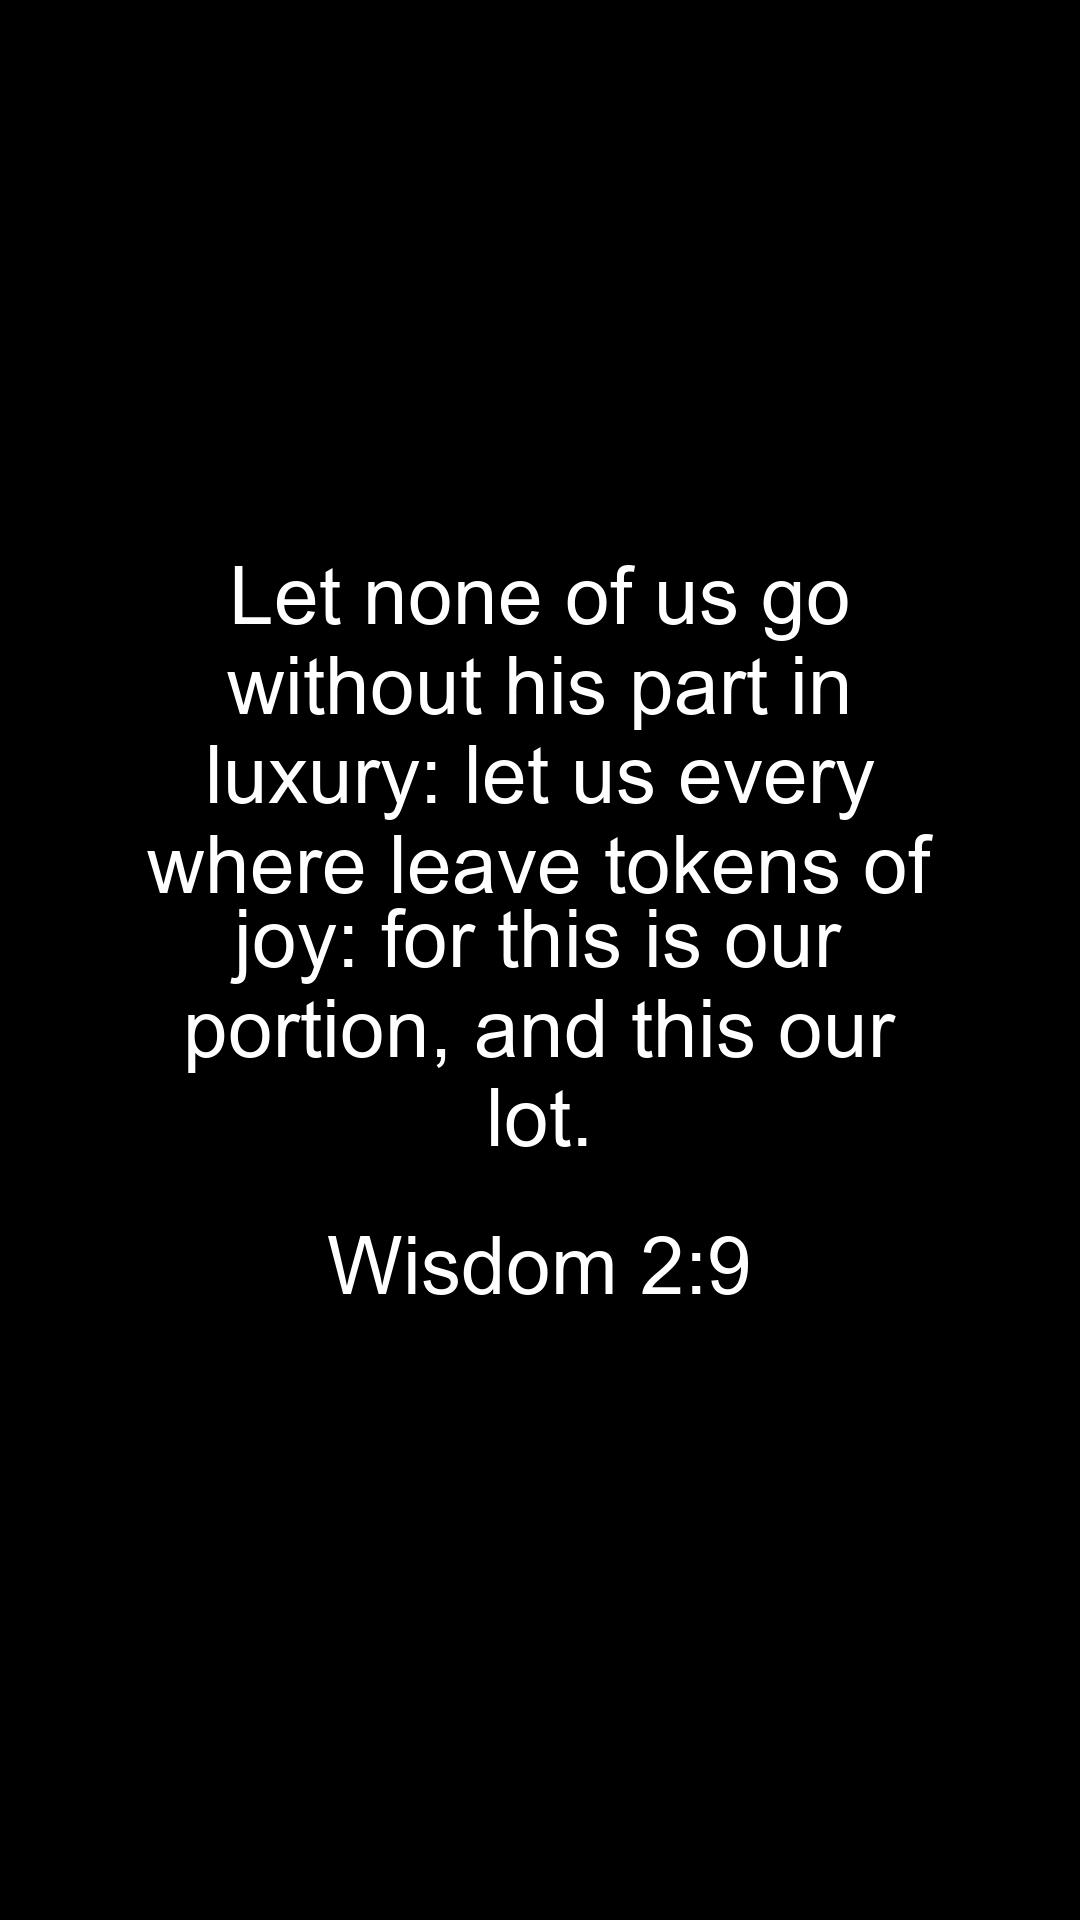 Let none of us go
without his part in
luxury: let us every
where leave tokens of
joy: for this is our
portion, and this our
lot.
Wisdom 2:9